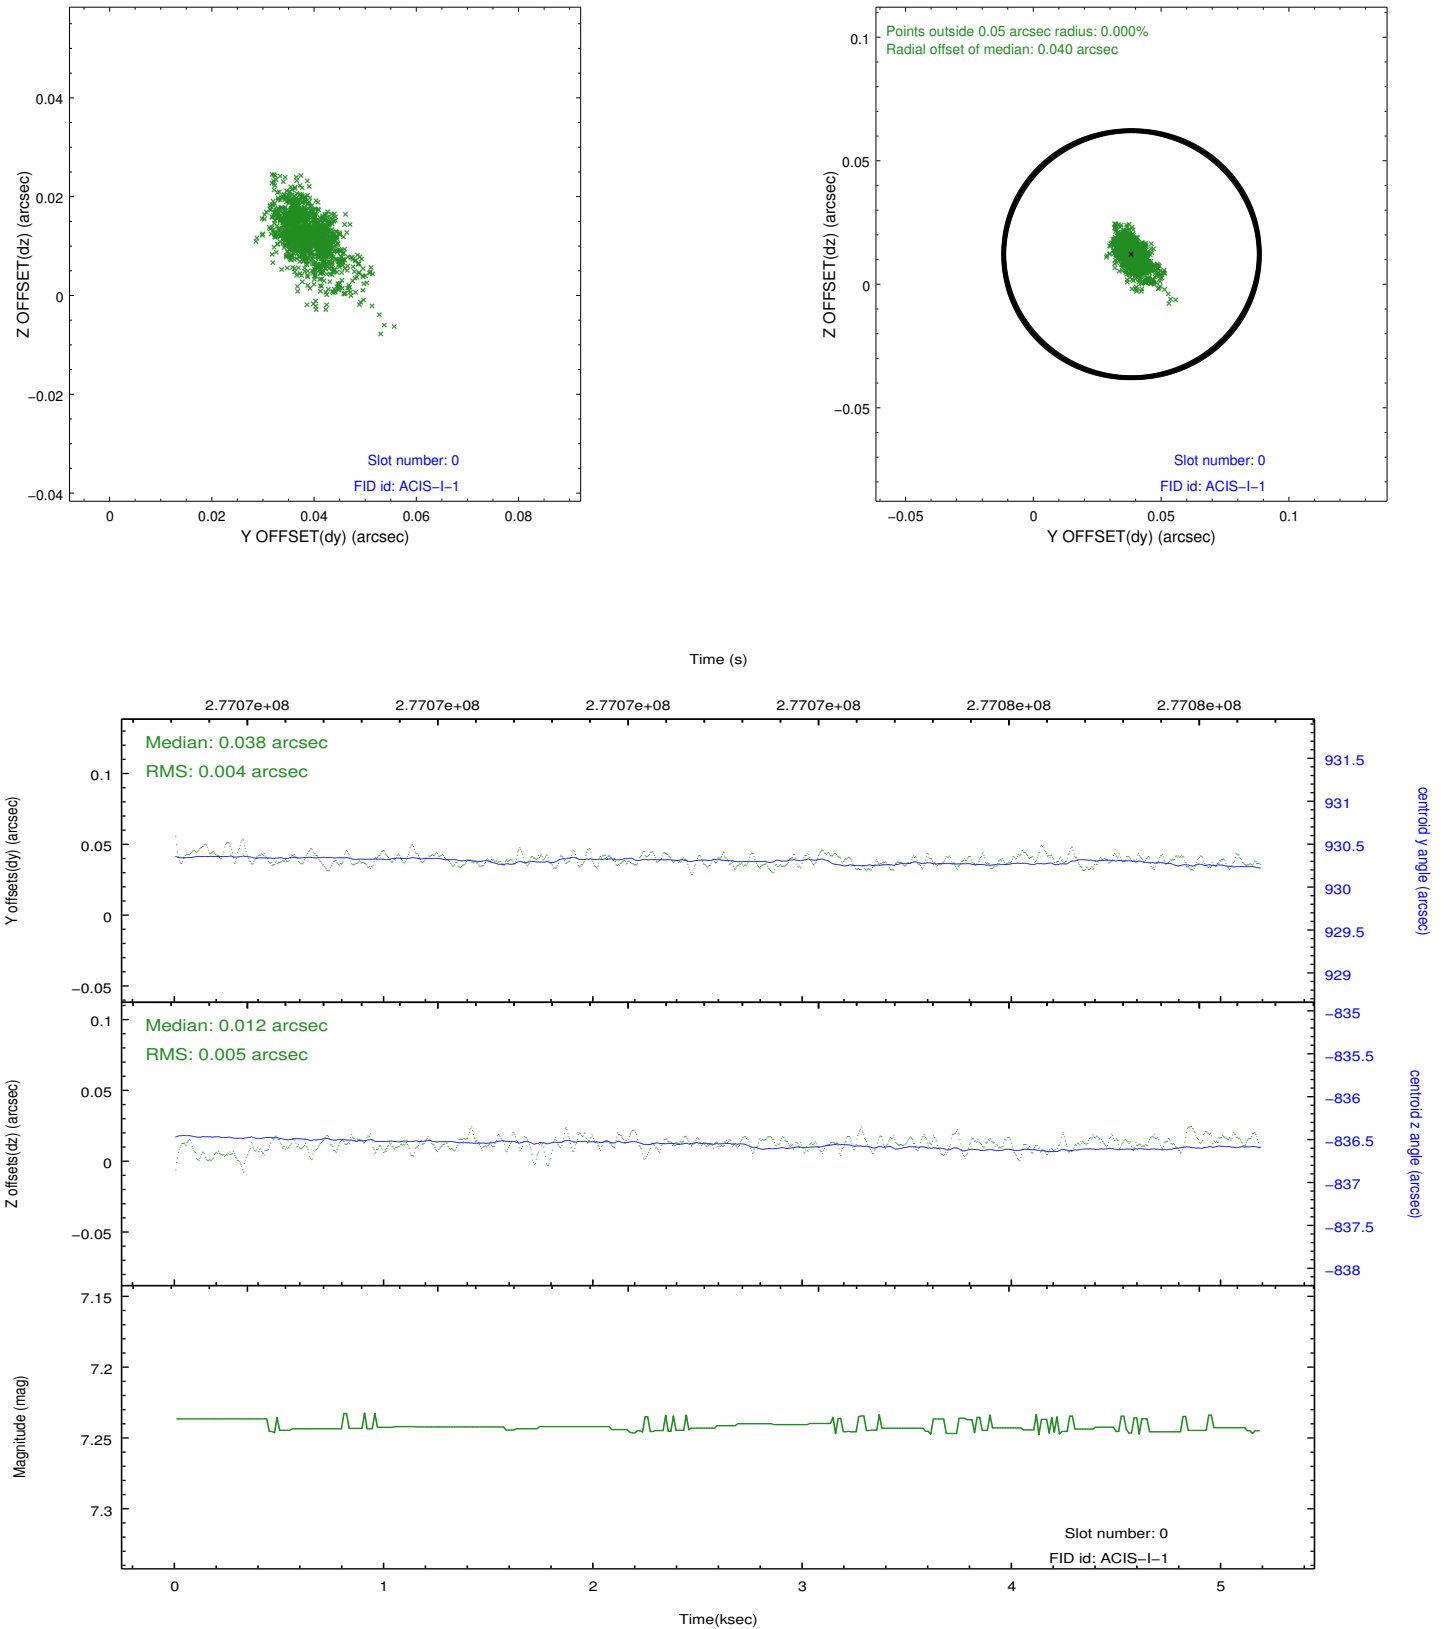 0.04
0.02
0
−0.02
−0.04
Z OFFSET(dz) (arcsec)
Slot number: 0
FID id: ACIS−I−1
0
0.02
0.04
0.06
0.08
Y OFFSET(dy) (arcsec)
Points outside 0.05 arcsec radius: 0.000%
Radial offset of median: 0.040 arcsec
0.1
0.05
0
−0.05
Z OFFSET(dz) (arcsec)
Slot number: 0
FID id: ACIS−I−1
−0.05
0
0.05
0.1
Y OFFSET(dy) (arcsec)
Time (s)
2.7707e+08
2.7707e+08
2.7707e+08
2.7707e+08
2.7708e+08
2.7708e+08
Median: 0.038 arcsec
RMS: 0.004 arcsec
0.1
0.05
0
−0.05
Y offsets(dy) (arcsec)
931.5
931
930.5
930
929.5
929
centroid y angle (arcsec)
Median: 0.012 arcsec
RMS: 0.005 arcsec
0.1
0.05
0
−0.05
Z offsets(dz) (arcsec)
−835
−835.5
−836
−836.5
−837
−837.5
−838
centroid z angle (arcsec)
7.15
7.2
7.25
7.3
Magnitude (mag)
Slot number: 0
FID id: ACIS−I−1
0
1
2
3
4
5
Time(ksec)